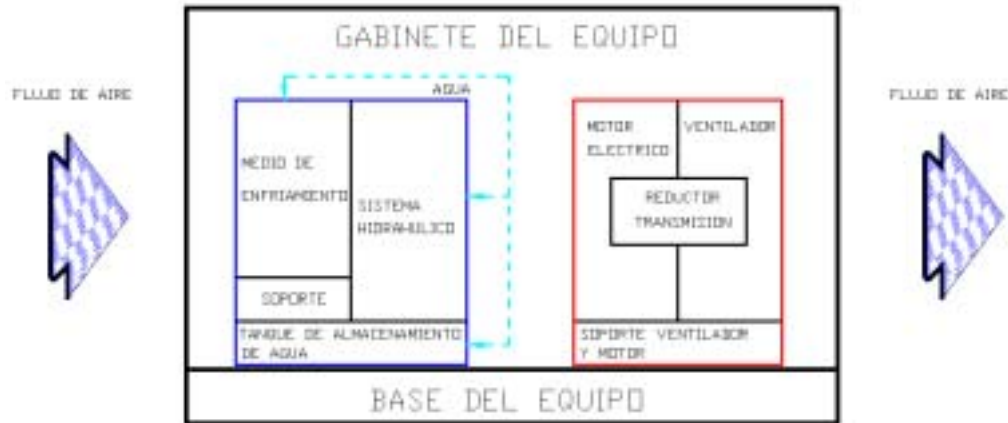 GABINETE DEL EQUIPO
FLUJO DE AIRE
AGUA
MEDIO DE
ENFRIAMIENTO
SISTEMA
HIDRAHULICO
SOPORTE
TANQUE DE ALMACENAMIENTO
DE AGUA
MOTOR
ELECTRICO
VENTILADOR
REDUCTOR
TRANSMISION
SOPORTE VENTILADOR
Y MOTOR
FLUJO DE AIRE
BASE DEL EQUIPO